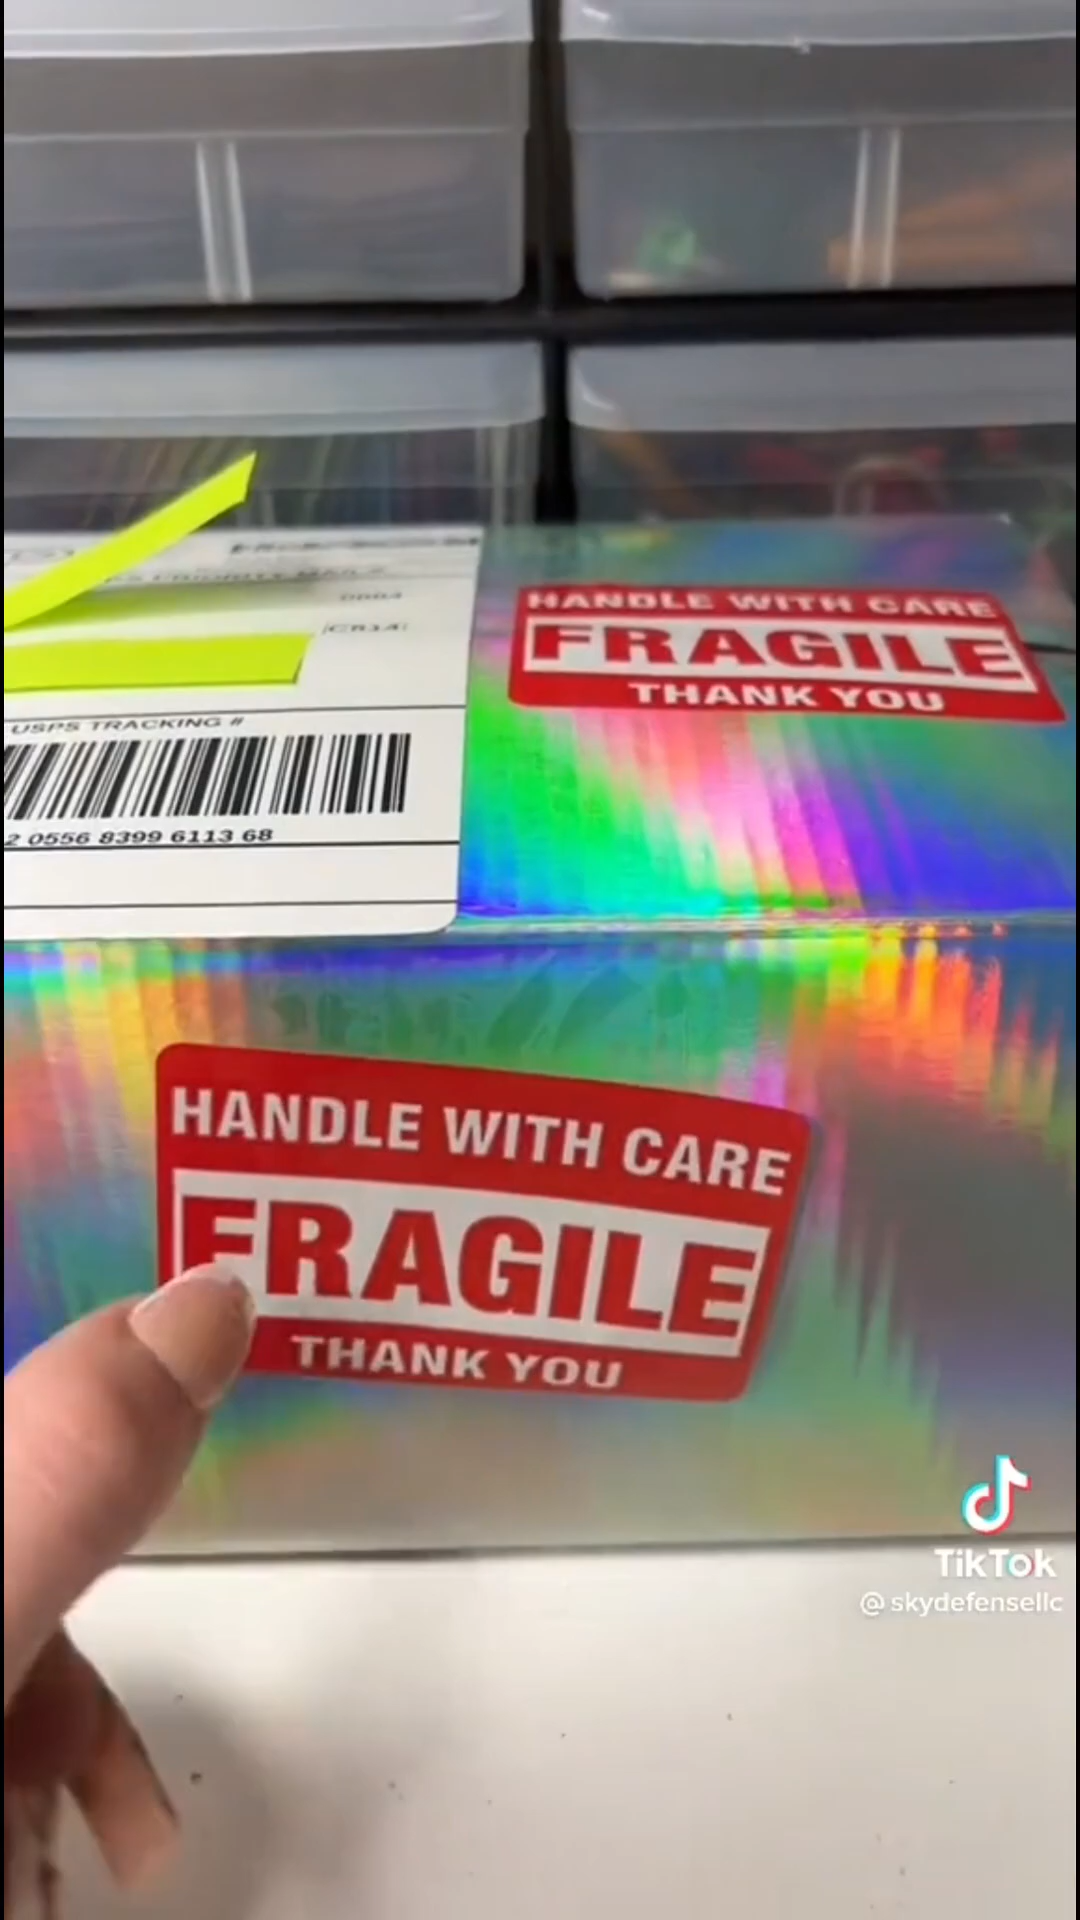 0004
USPS TRACKING #
2 0556 8399 6113 68
HANDLE WITH CARE
FRAGILE
THANK YOU
HANDLE WITH CARE
FRAGILE
THANK YOU
TikTok
@skydefensellc